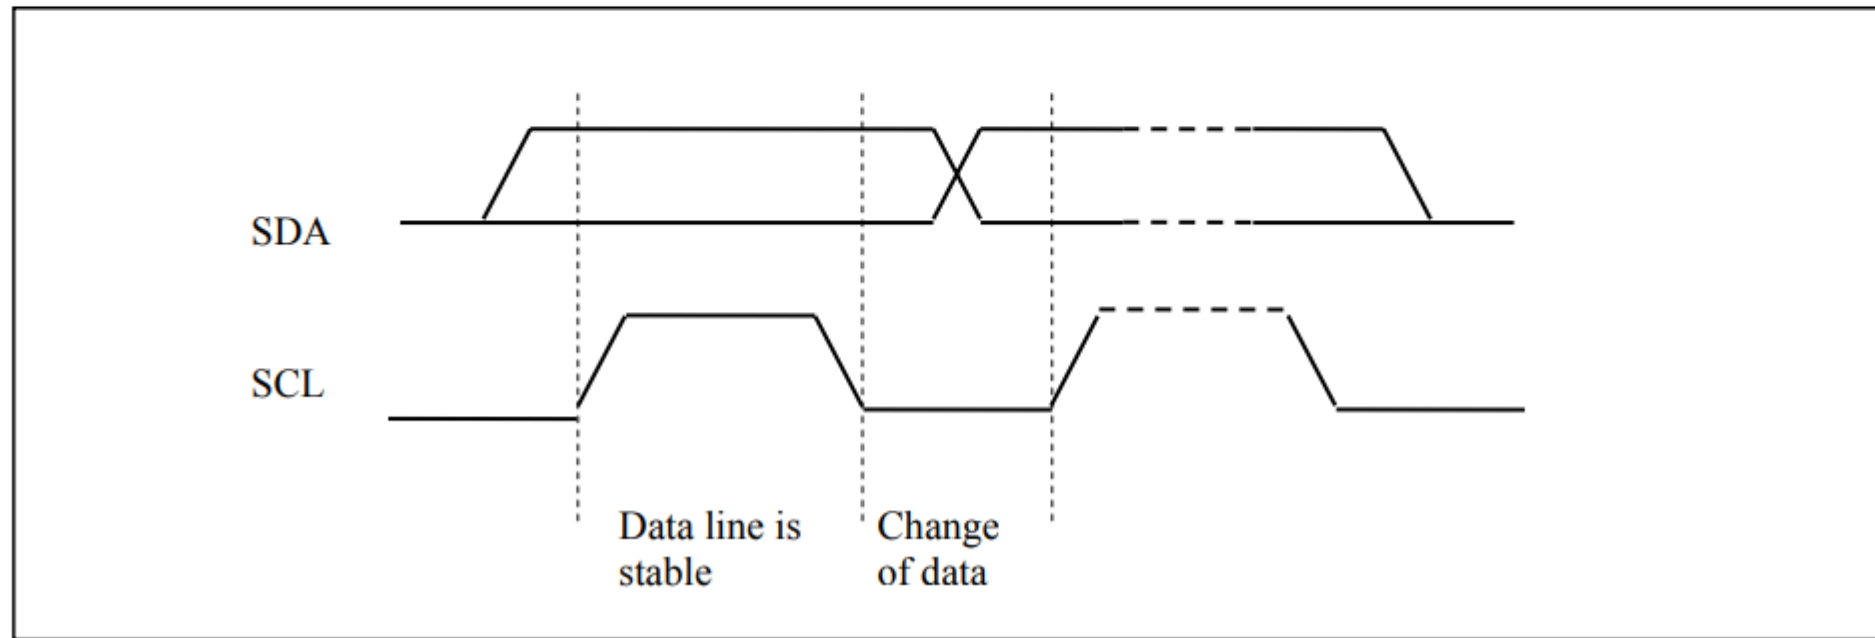 SDA
SCL
Data line is
stable
Change
of data